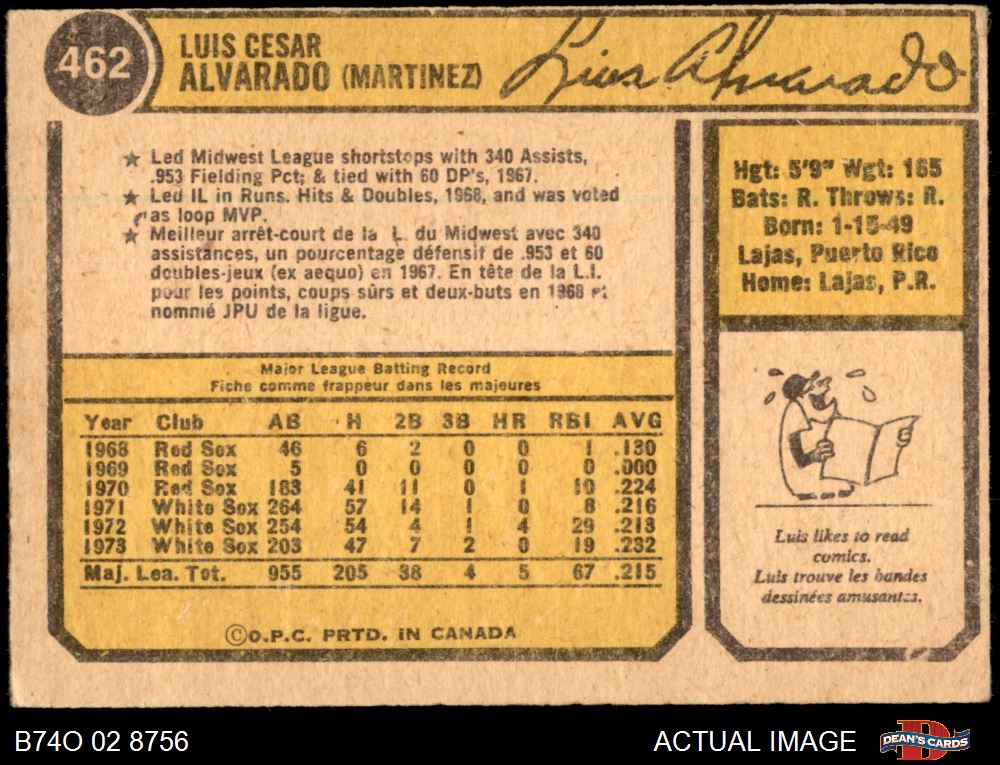 462
LUIS CESAR
ALVARADO (MARTINEZ)
Luis Alvarado
★ Led Midwest League shortstops with 340 Assists,
.953 Fielding Pct; & tied with 60 DP's, 1967.
★ Led IL in Runs. Hits & Doubles, 1968, and was voted
as loop MVP.
★ Meilleur arrêt-court de la L. du Midwest avec 340
assistances, un pourcentage défensif de .953 et 60
doubles-jeux (ex aequo) en 1967. En tête de la L.I.
pour les points, coups sûrs et deux-buts en 1968 et
nommé JPU de la ligue.
Hgt: 5'9" Wgt: 165
Bats: R. Throws: R.
Born: 1-15-49
Lajas, Puerto Rico
Home: Lajas, P.R.
Major League Batting Record
Fiche comme frappeur dans les majeures
Year Club AB H 2B 3B HR RBI AVG
1968 Red Sox 46 6 2 0 0 1 .130
1969 Red Sox 5 0 0 0 0 0 .000
1970 Red Sox 183 41 11 0 1 10 .224
1971 White Sox 264 57 14 1 0 8 .216
1972 White Sox 254 54 4 1 4 29 .213
1973 White Sox 203 47 7 2 0 19 .232
Maj. Lea. Tot. 955 205 38 4 5 67 .215
©O.P.C. PRTD. IN CANADA
Luis likes to read
comics.
Luis trouve les bandes
dessinées amusantes.
B74O 02 8756
ACTUAL IMAGE
D
DEAN'S CARDS